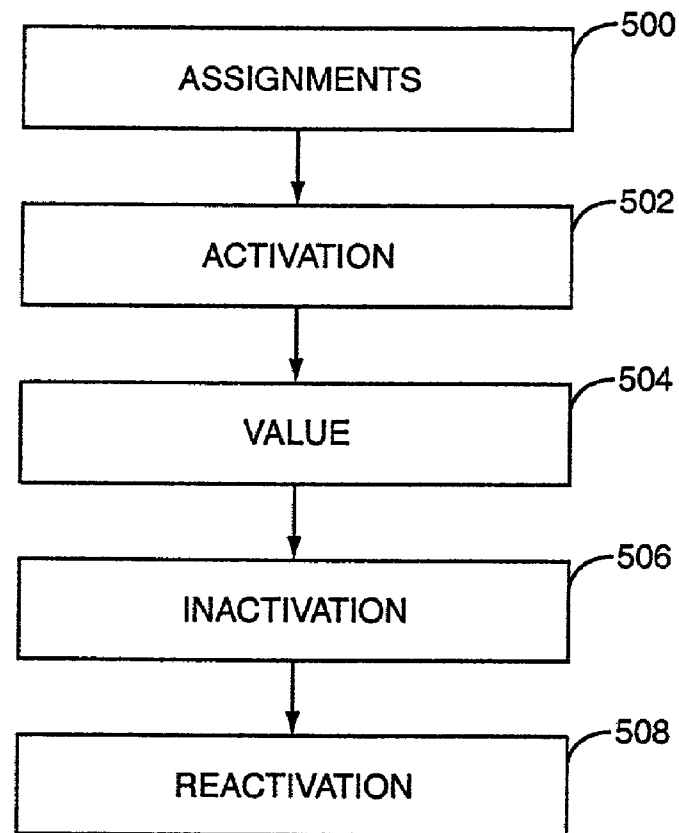 500
ASSIGNMENTS
502
ACTIVATION
504
VALUE
506
INACTIVATION
508
REACTIVATION